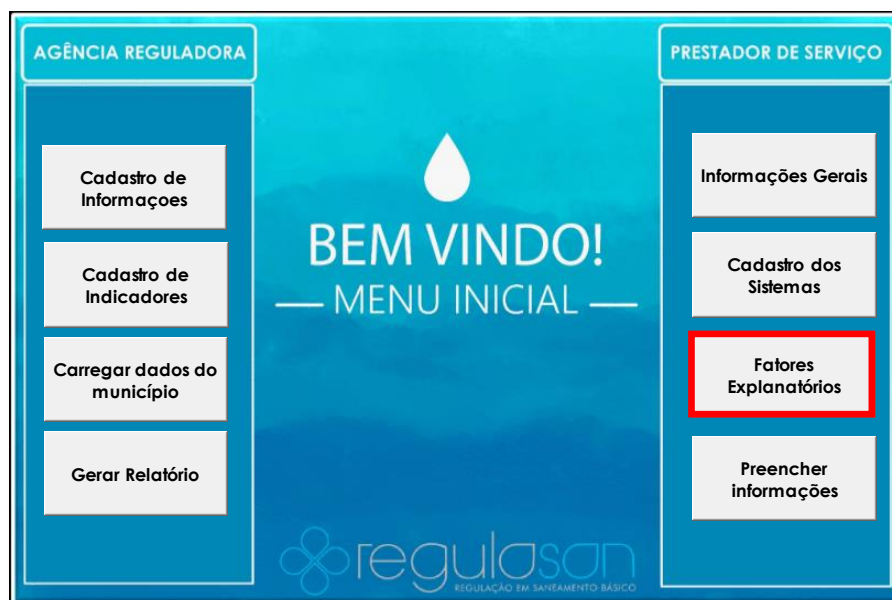 AGÊNCIA REGULADORA
Cadastro de
Informaçoes
Cadastro de
Indicadores
Carregar dados do
município
Gerar Relatório
BEM VINDO!
MENU INICIAL
regulasan
REGULAÇÃO EM SANEAMENTO BÁSICO
PRESTADOR DE SERVIÇO
Informações Gerais
Cadastro dos
Sistemas
Fatores
Explanatórios
Preencher
informações